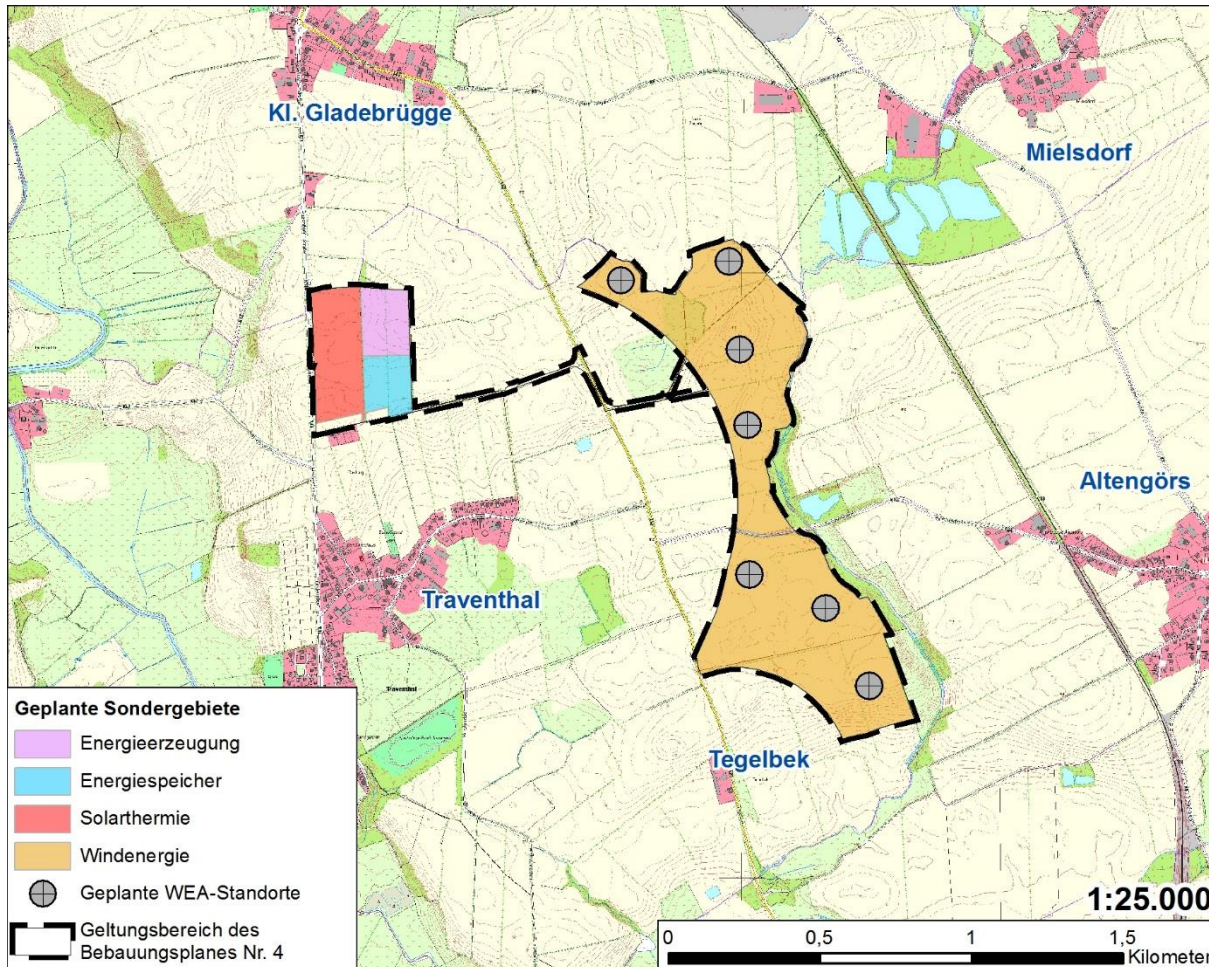 Kl. Gladebrügge
Mielsdorf
Altengörs
Traventhal
Tegelbek
Geplante Sondergebiete
Energieerzeugung
Energiespeicher
Solarthermie
Windenergie
Geplante WEA-Standorte
Geltungsbereich des
Bebauungsplanes Nr. 4
1:25.000
0 0,5 1 1,5
Kilometer